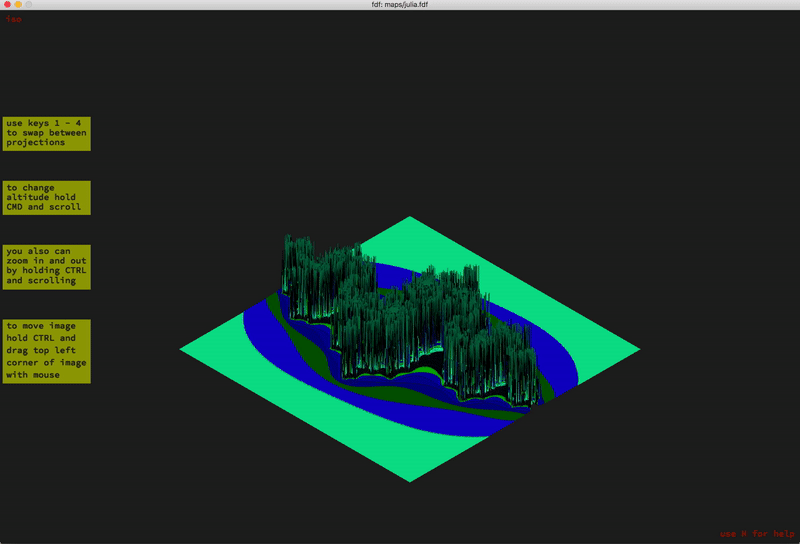 fdf: maps/julia.fdf
iso
use keys 1 - 4
to swap between
projections
to change
altitude hold
CMD and scroll
you also can
zoom in and out
by holding CTRL
and scrolling
to move image
hold CTRL and
drag top left
corner of image
with mouse
use H for help